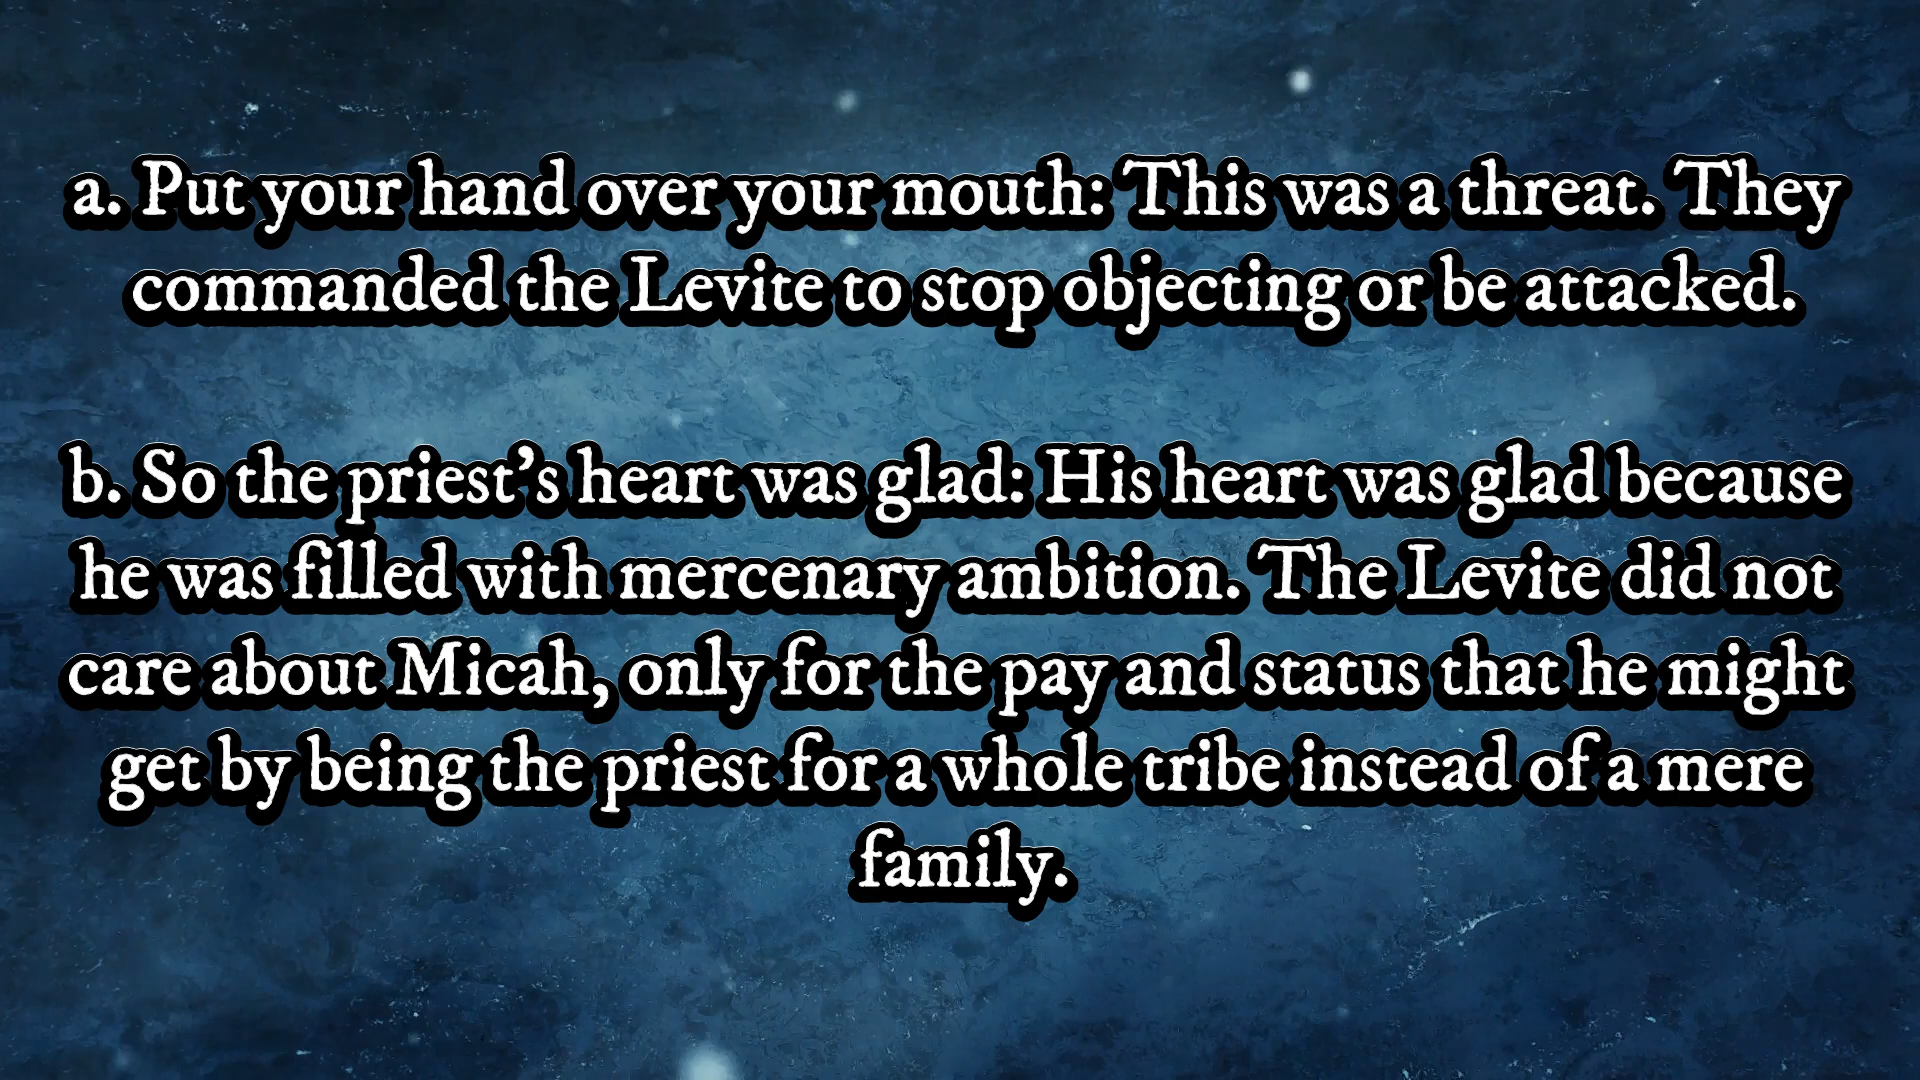 a. Put your hand over your mouth: This was a threat. They
commanded the Levite to stop objecting or be attacked.
b. So the priest’s heart was glad: His heart was glad because
he was filled with mercenary ambition. The Levite did not
care about Micah, only for the pay and status that he might
get by being the priest for a whole tribe instead of a mere
family.